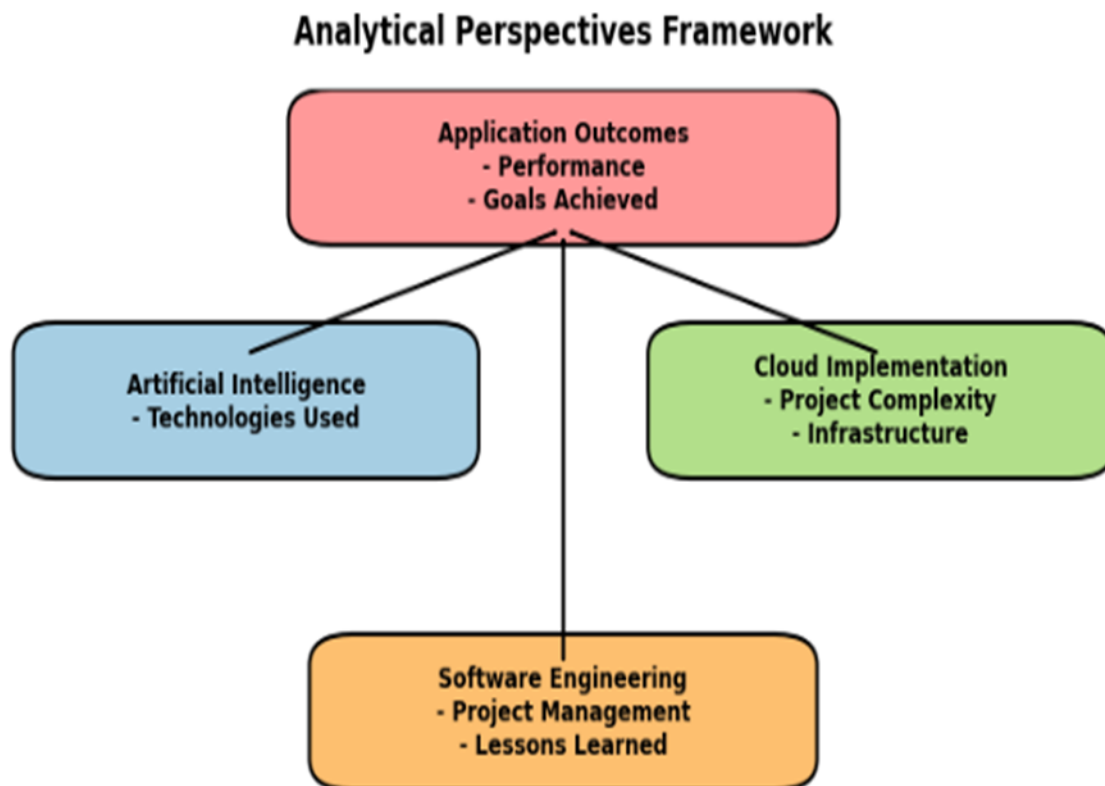 Analytical Perspectives Framework
Application Outcomes
- Performance
- Goals Achieved
Artificial Intelligence
- Technologies Used
Cloud Implementation
- Project Complexity
- Infrastructure
Software Engineering
- Project Management
- Lessons Learned